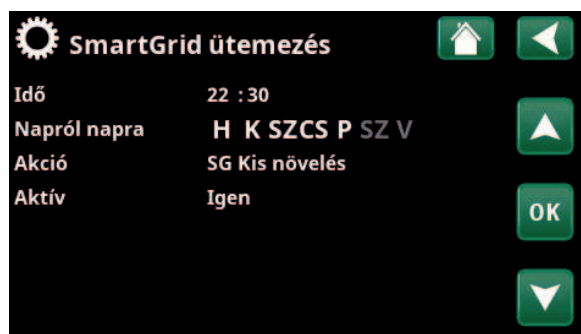 SmartGrid ütemezés
Idő 22 :30
Napról napra H K SZCS P SZ V
Akció SG Kis növelés
Aktív Igen
OK